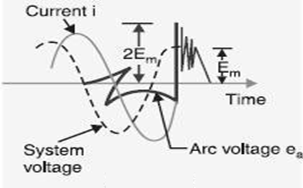 Current i
2Em
Em
Time
System
voltage
Arc voltage ea